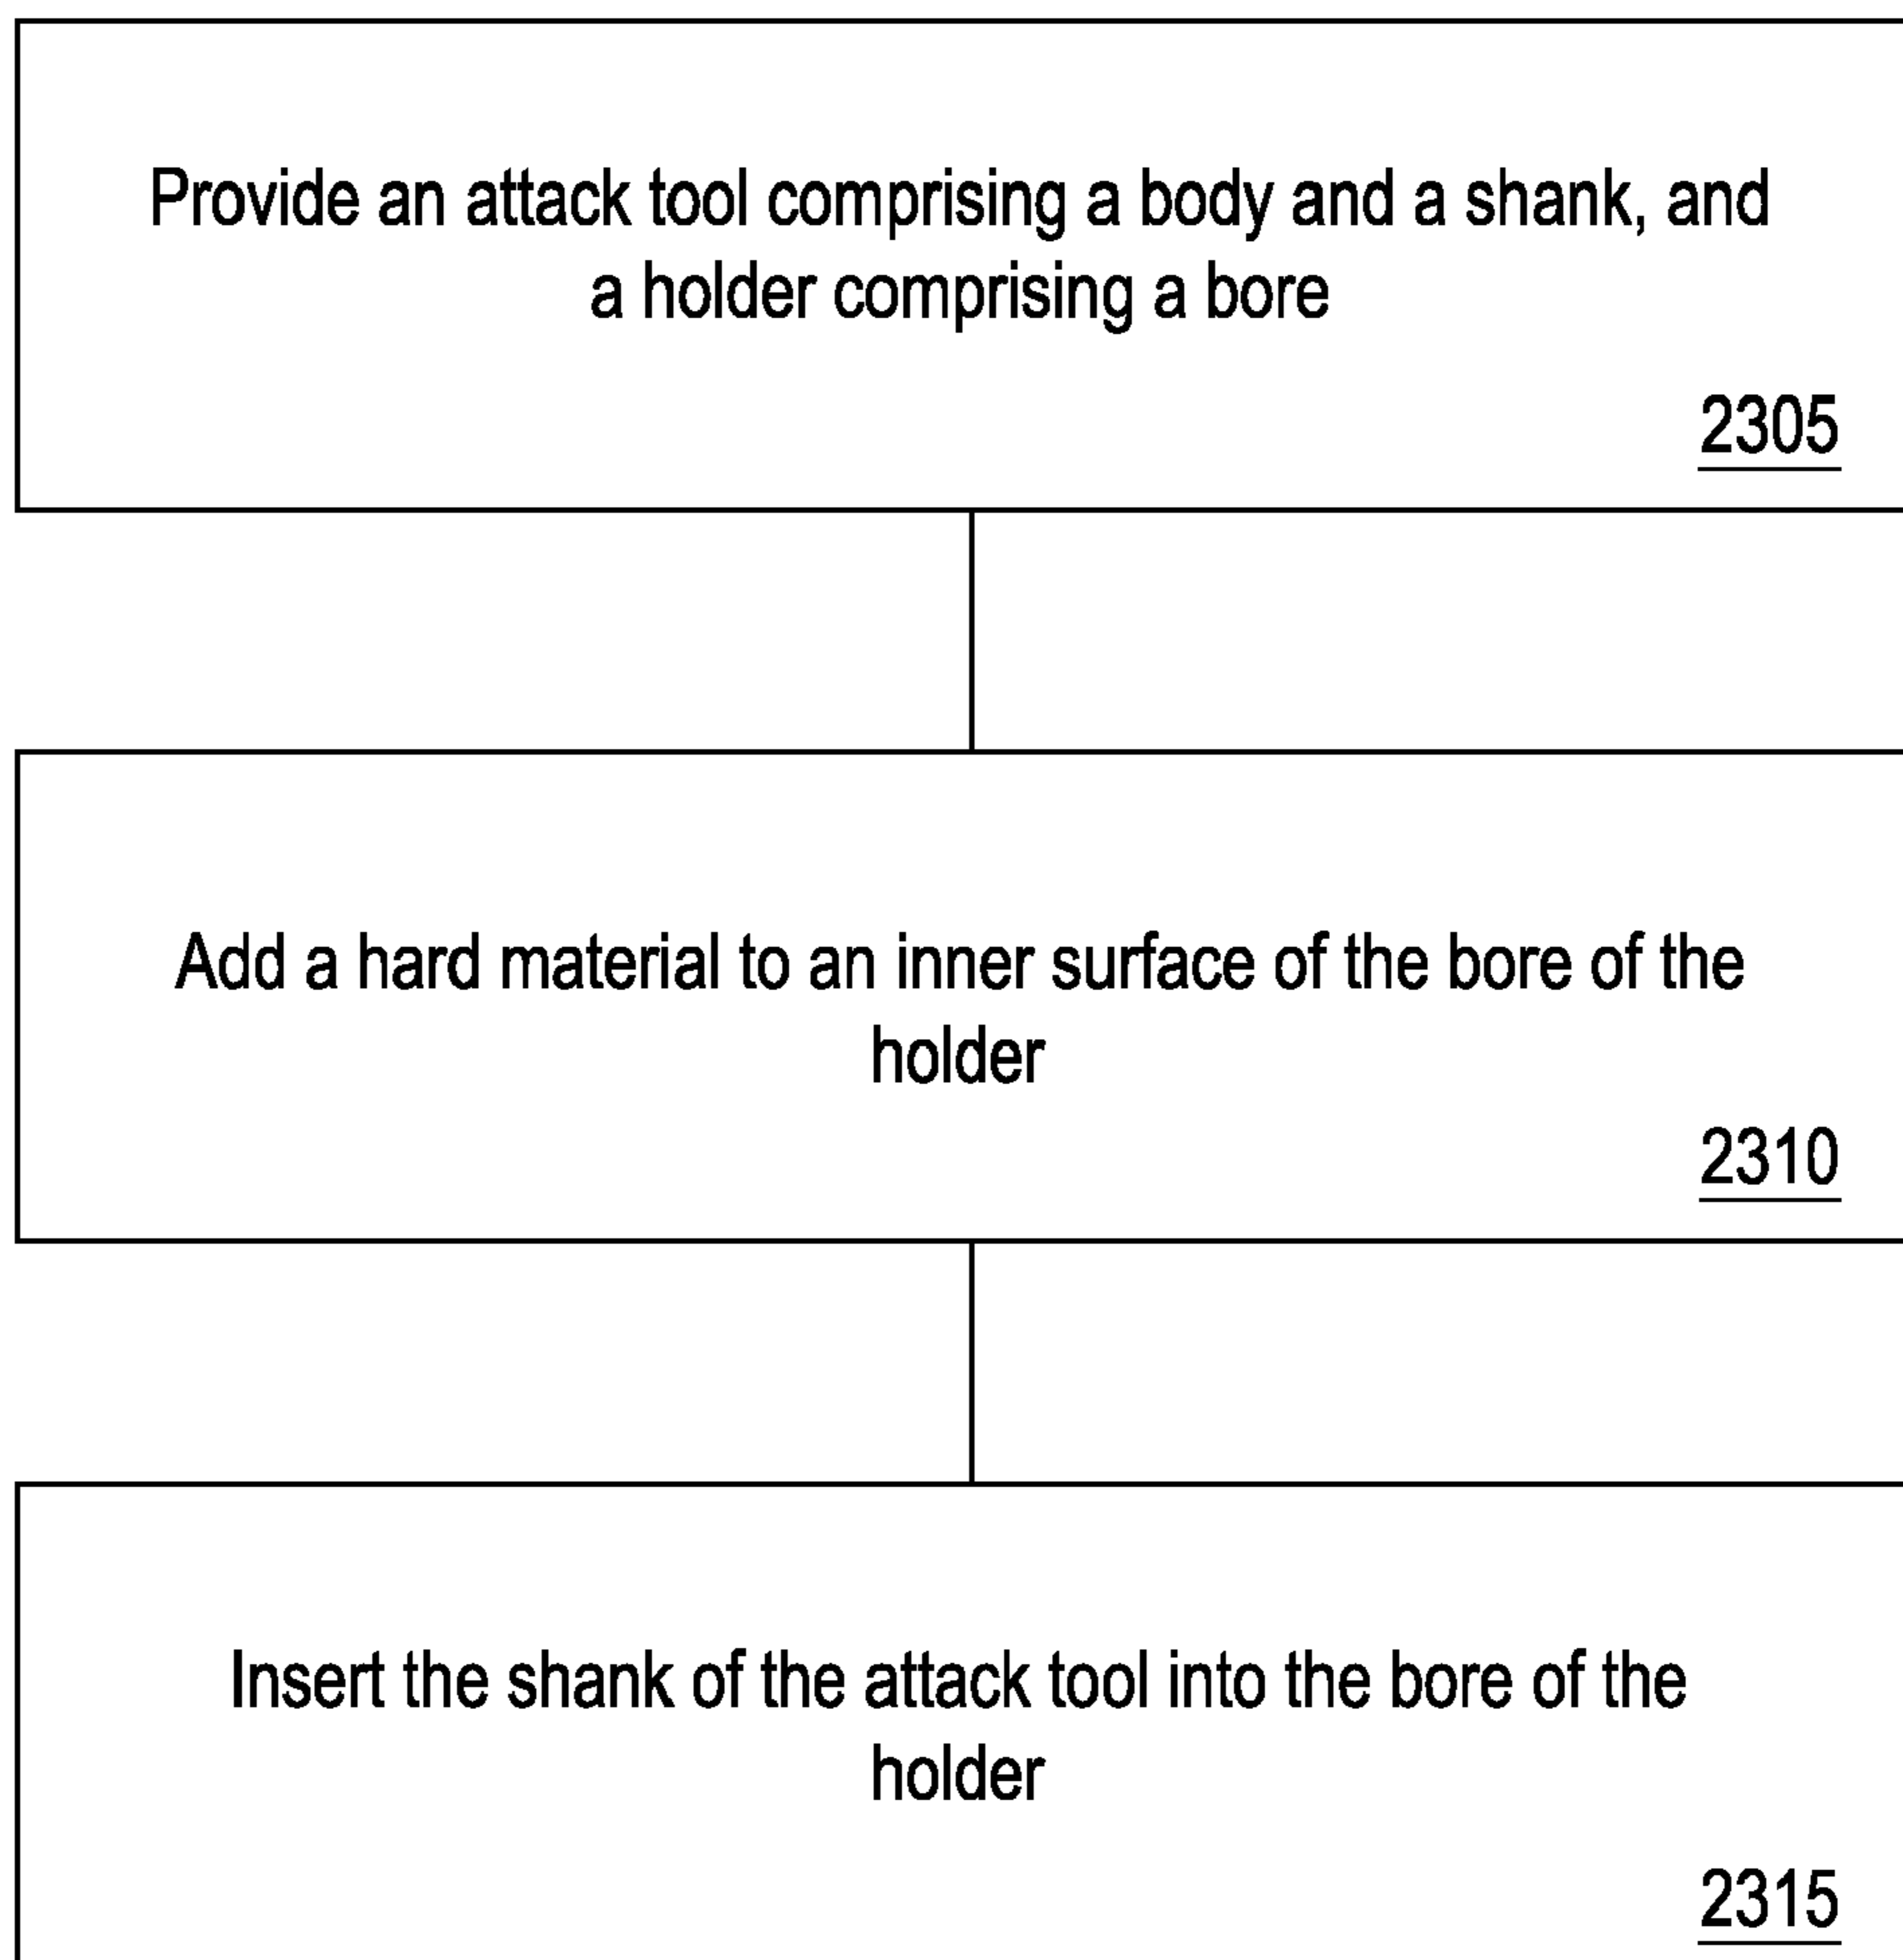 Provide an attack tool comprising a body and a shank, and
a holder comprising a bore
2305
Add a hard material to an inner surface of the bore of the
holder
2310
Insert the shank of the attack tool into the bore of the
holder
2315